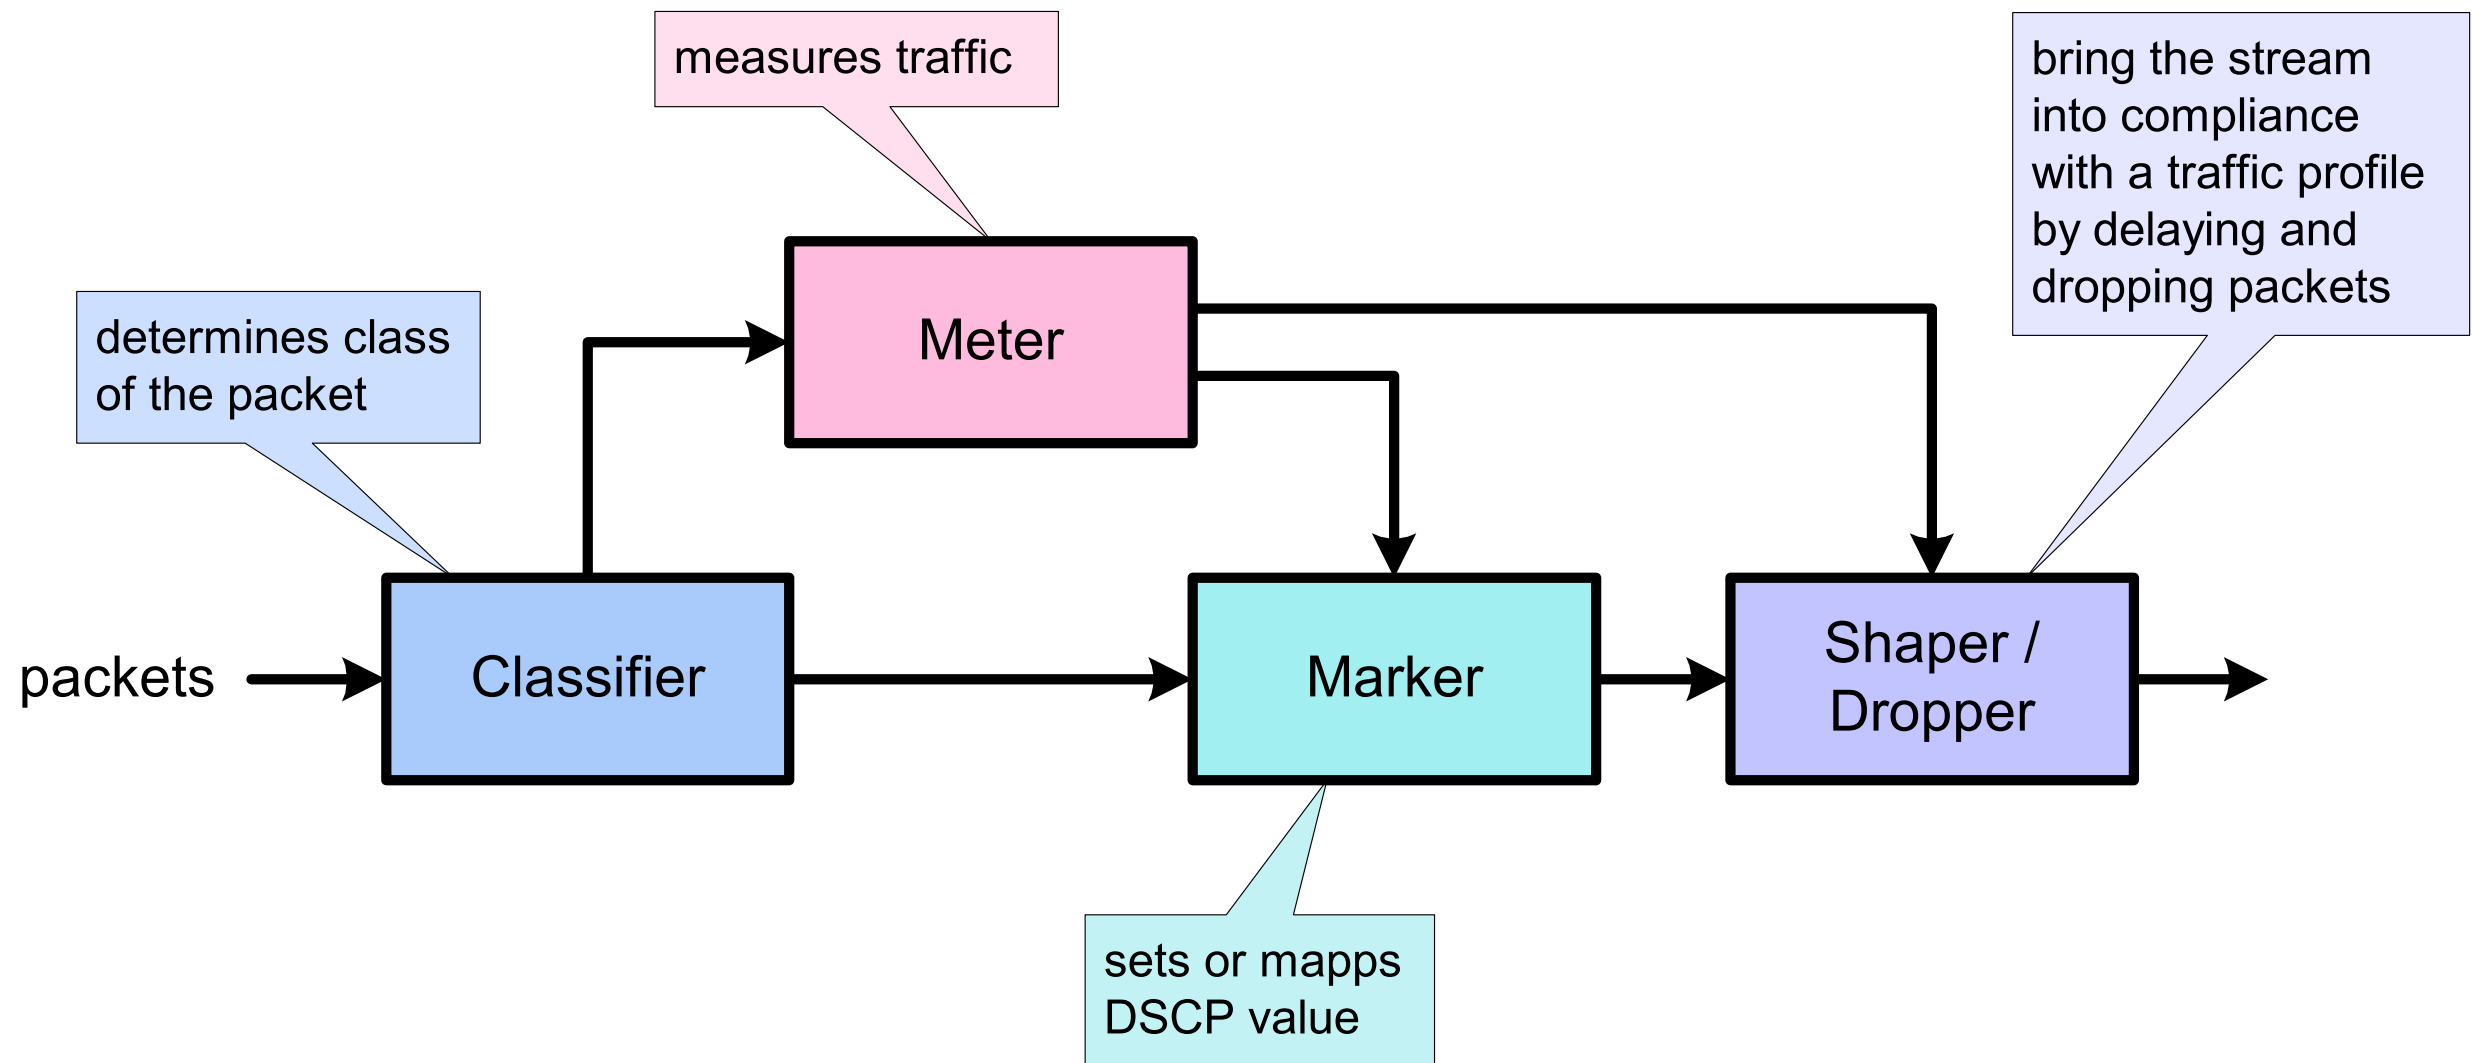 measures traffic
bring the stream
into compliance
with a traffic profile
by delaying and
dropping packets
determines class
of the packet
Meter
packets
Classifier
Marker
Shaper /
Dropper
sets or mapps
DSCP value